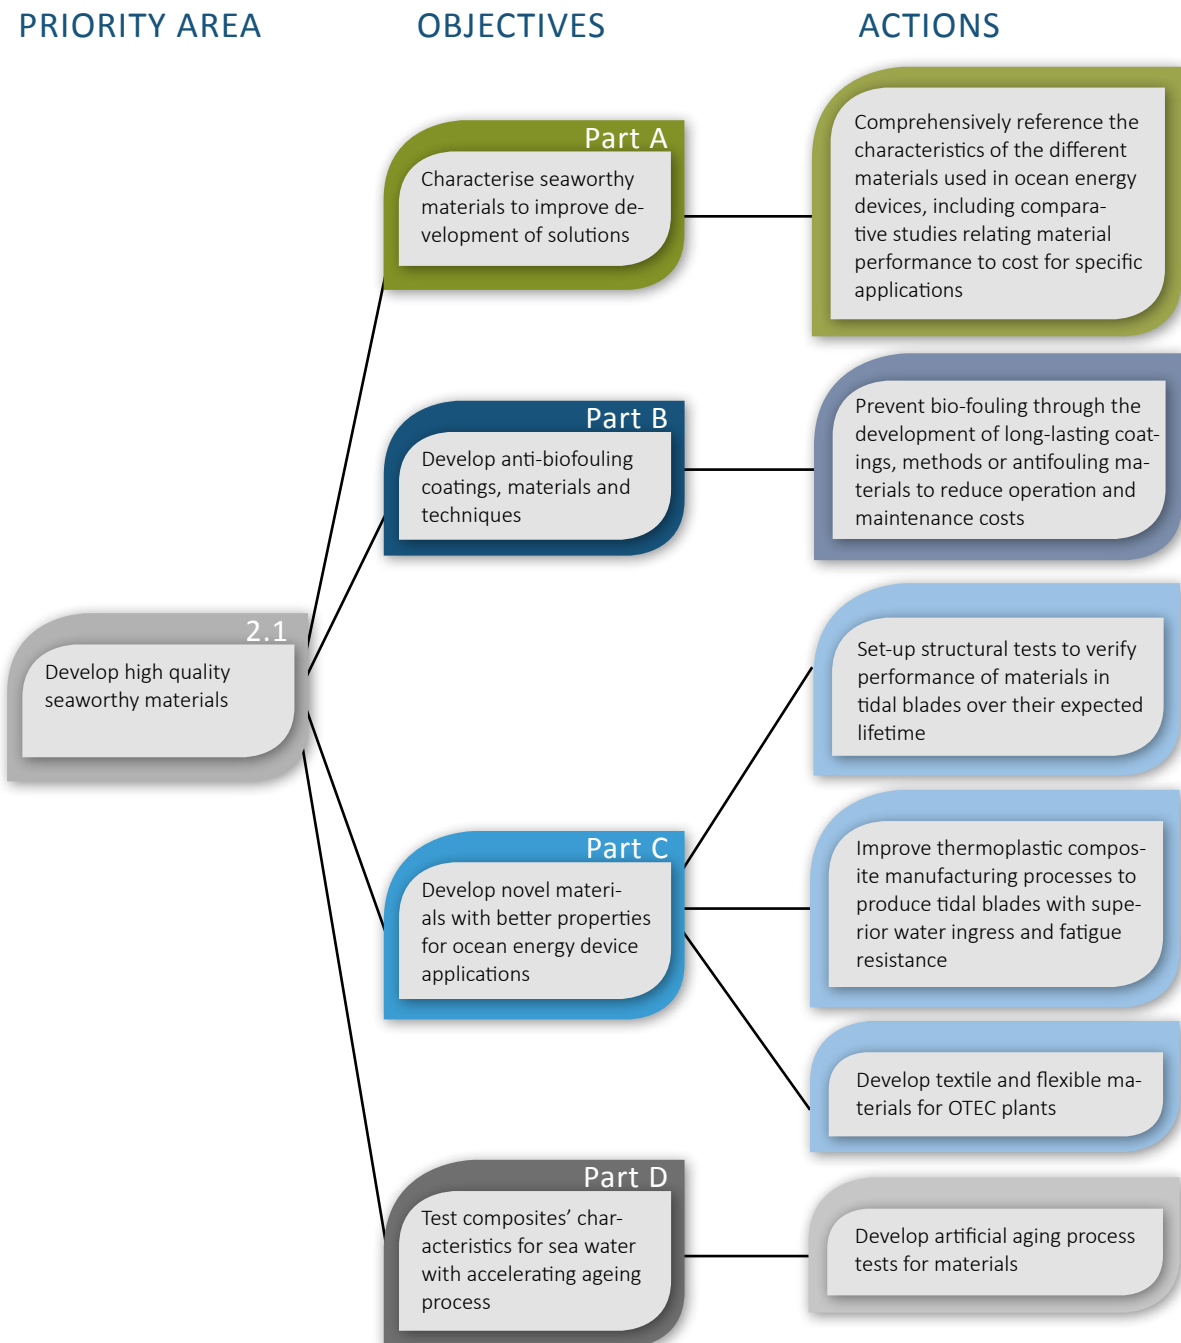 PRIORITY AREA
OBJECTIVES
ACTIONS
Part A
Characterise seaworthy
materials to improve de-
velopment of solutions
Comprehensively reference the
characteristics of the different
materials used in ocean energy
devices, including compara-
tive studies relating material
performance to cost for specific
applications
Part B
Develop anti-biofouling
coatings, materials and
techniques
Prevent bio-fouling through the
development of long-lasting coat-
ings, methods or antifouling ma-
terials to reduce operation and
maintenance costs
2.1
Develop high quality
seaworthy materials
Part C
Develop novel materi-
als with better properties
for ocean energy device
applications
Set-up structural tests to verify
performance of materials in
tidal blades over their expected
lifetime
Improve thermoplastic compos-
ite manufacturing processes to
produce tidal blades with supe-
rior water ingress and fatigue
resistance
Develop textile and flexible ma-
terials for OTEC plants
Part D
Test composites’ char-
acteristics for sea water
with accelerating ageing
process
Develop artificial aging process
tests for materials